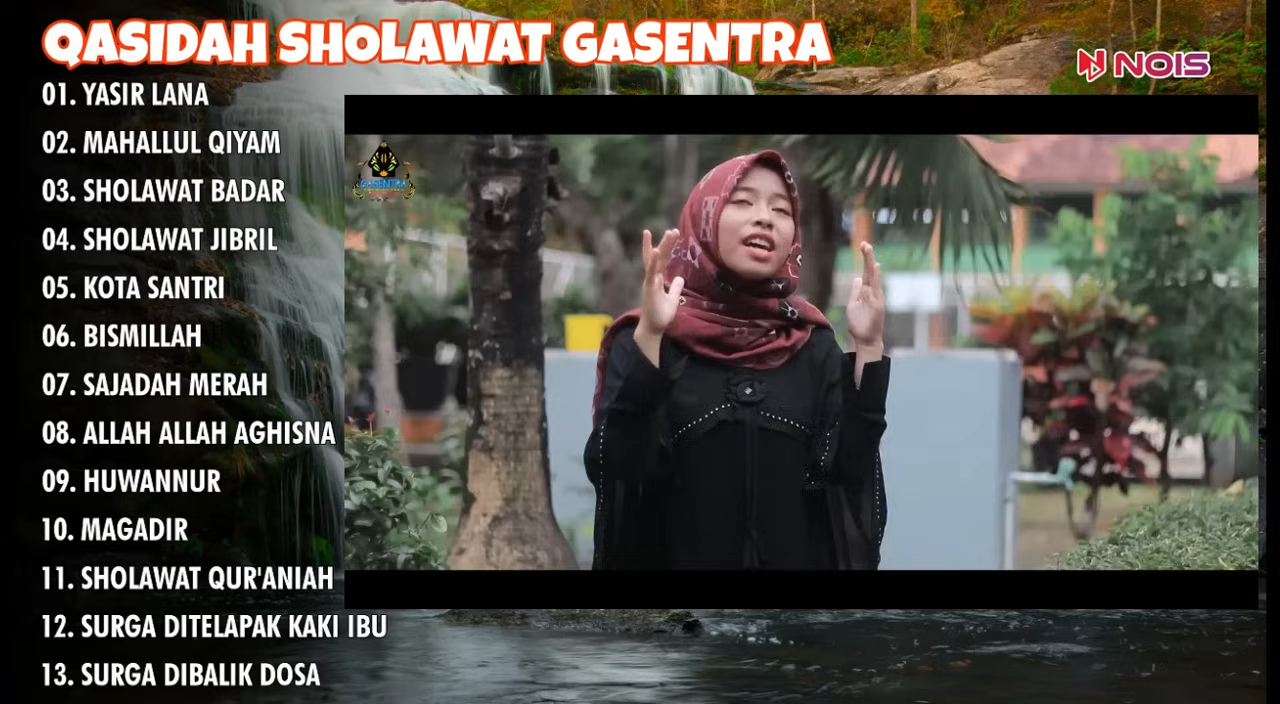 QASIDAH SHOLAWAT GASENTRA
NOIS
01. YASIR LANA
02. MAHALLUL QIYAM
03. SHOLAWAT BADAR
04. SHOLAWAT JIBRIL
05. KOTA SANTRI
06. BISMILLAH
07. SAJADAH MERAH
08. ALLAH ALLAH AGHISNA
09. HUWANNUR
10. MAGADIR
11. SHOLAWAT QUR'ANIAH
12. SURGA DITELAPAK KAKI IBU
13. SURGA DIBALIK DOSA
GASENTRA